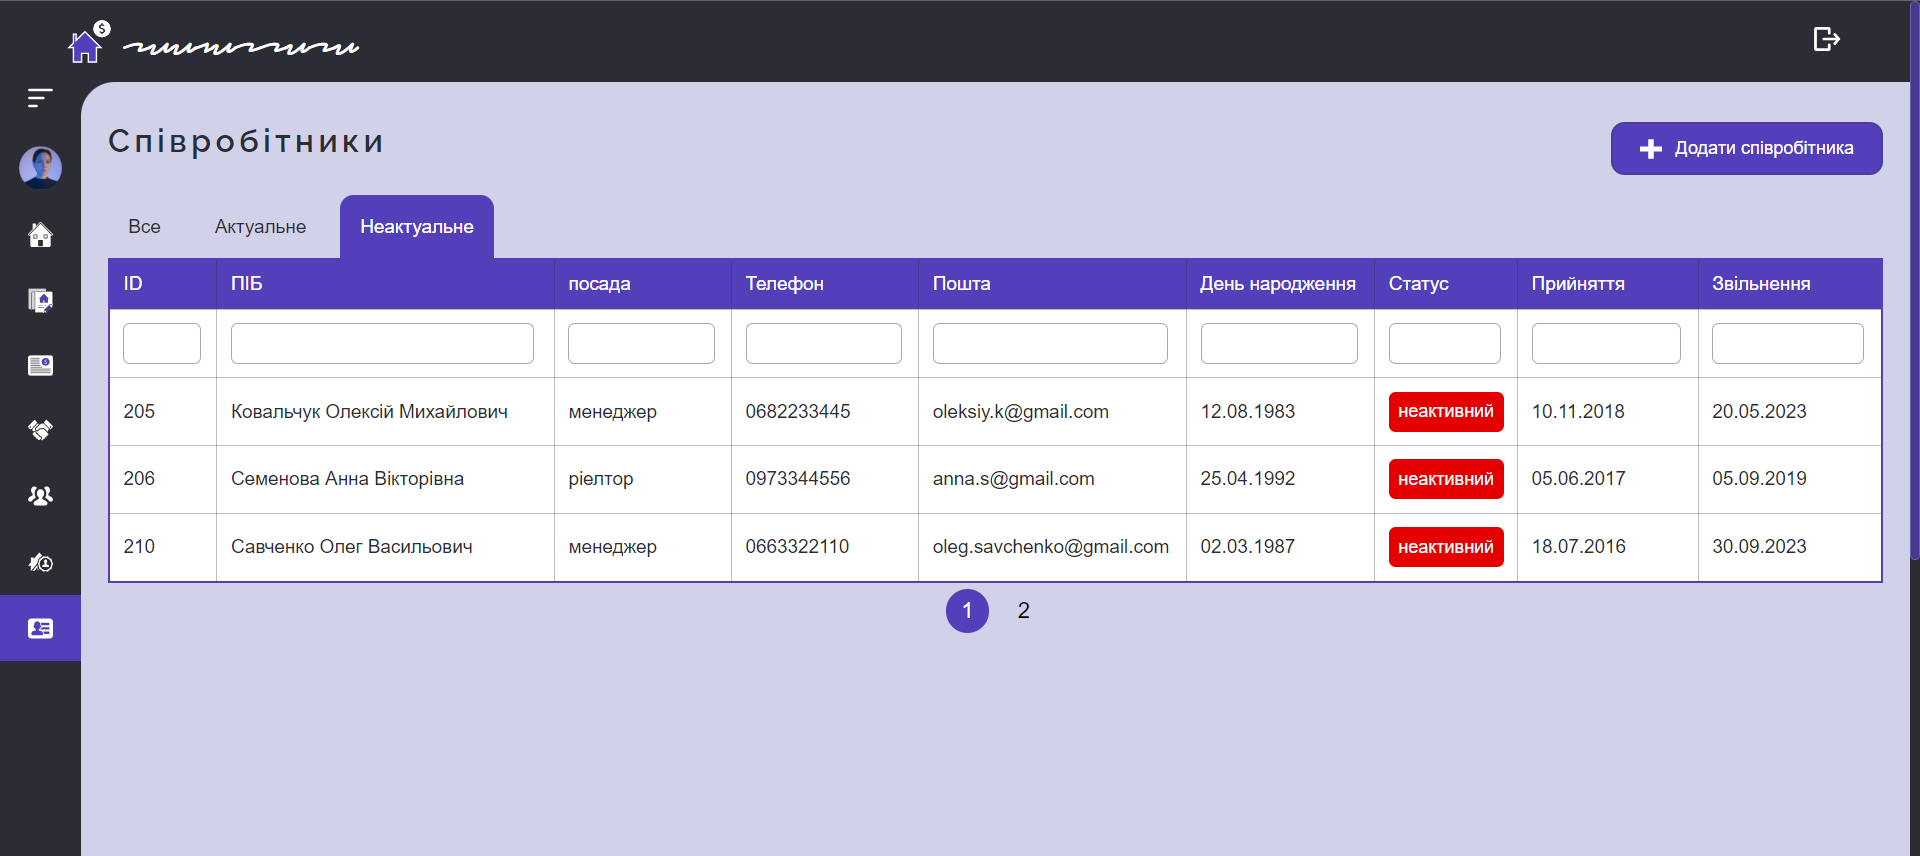 Співробітники
Додати співробітника
Все Актуальне Неактуальне
ID ПІБ посада Телефон Пошта День народження Статус Прийняття Звільнення
205 Ковальчук Олексій Михайлович менеджер 0682233445 oleksiy.k@gmail.com 12.08.1983 неактивний 10.11.2018 20.05.2023
206 Семенова Анна Вікторівна ріелтор 0973344556 anna.s@gmail.com 25.04.1992 неактивний 05.06.2017 05.09.2019
210 Савченко Олег Васильович менеджер 0663322110 oleg.savchenko@gmail.com 02.03.1987 неактивний 18.07.2016 30.09.2023
1 2